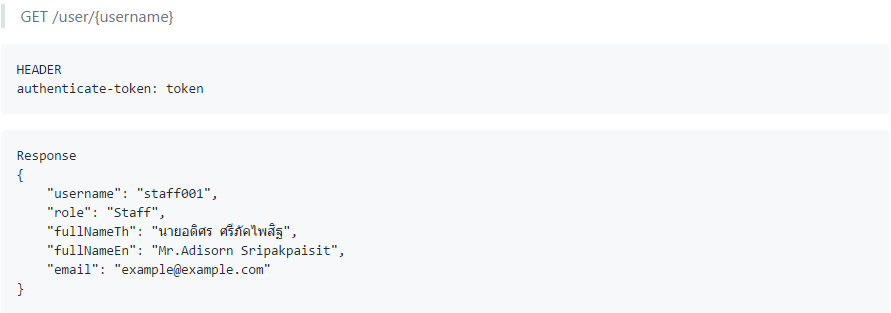 GET /user/{username}
HEADER
authenticate-token: token
Response
{
    "username": "staff001",
    "role": "Staff",
    "fullNameTh": "นายอดิศร ศรีภัคไพสิฐ",
    "fullNameEn": "Mr.Adisorn Sripakpaisit",
    "email": "example@example.com"
}